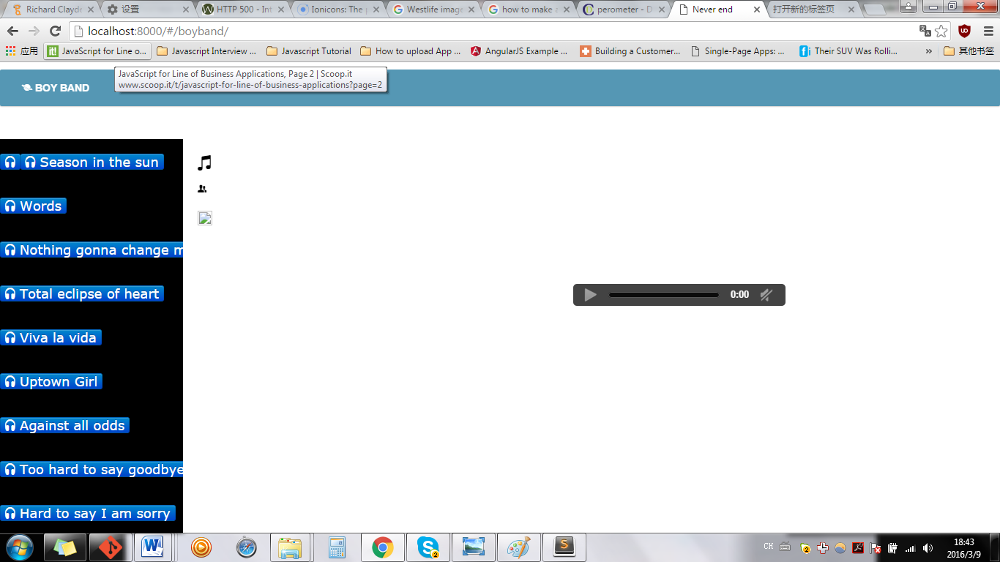 Richard Clayde
设置
HTTP 500 - Int
Ionicons: The p
Westlife image
how to make a
perometer - D
Never end
打开新的标签页
localhost:8000/#/boyband/
应用
JavaScript for Line o...
Javascript Interview ...
Javascript Tutorial
How to upload App ...
AngularJS Example ...
Building a Customer...
Single-Page Apps: ...
Their SUV Was Rolli...
»
其他书签
JavaScript for Line of Business Applications, Page 2 | Scoop.it
www.scoop.it/t/javascript-for-line-of-business-applications?page=2
BOY BAND
Season in the sun
Words
Nothing gonna change m
Total eclipse of heart
Viva la vida
Uptown Girl
Against all odds
Too hard to say goodbye
Hard to say I am sorry
0:00
CH
18:43
2016/3/9